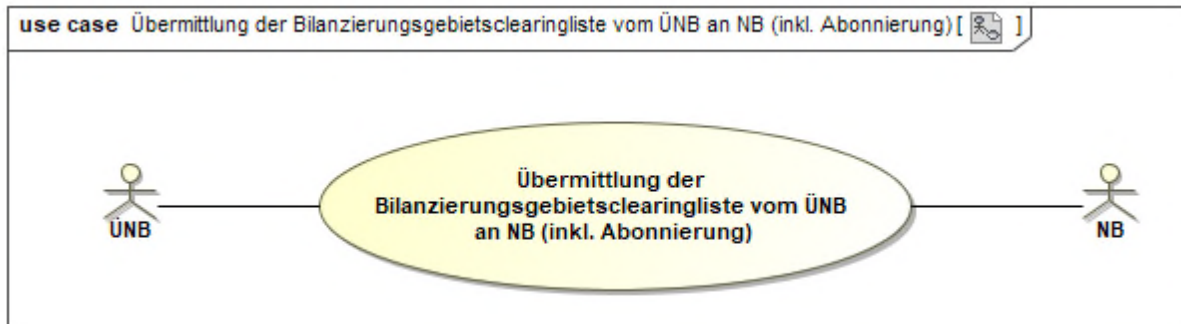 use case Übermittlung der Bilanzierungsgebietsclearingliste vom ÜNB an NB (inkl. Abonnierung) [ ]
Übermittlung der
Bilanzierungsgebietsclearingliste vom ÜNB
an NB (inkl. Abonnierung)
ÜNB
NB